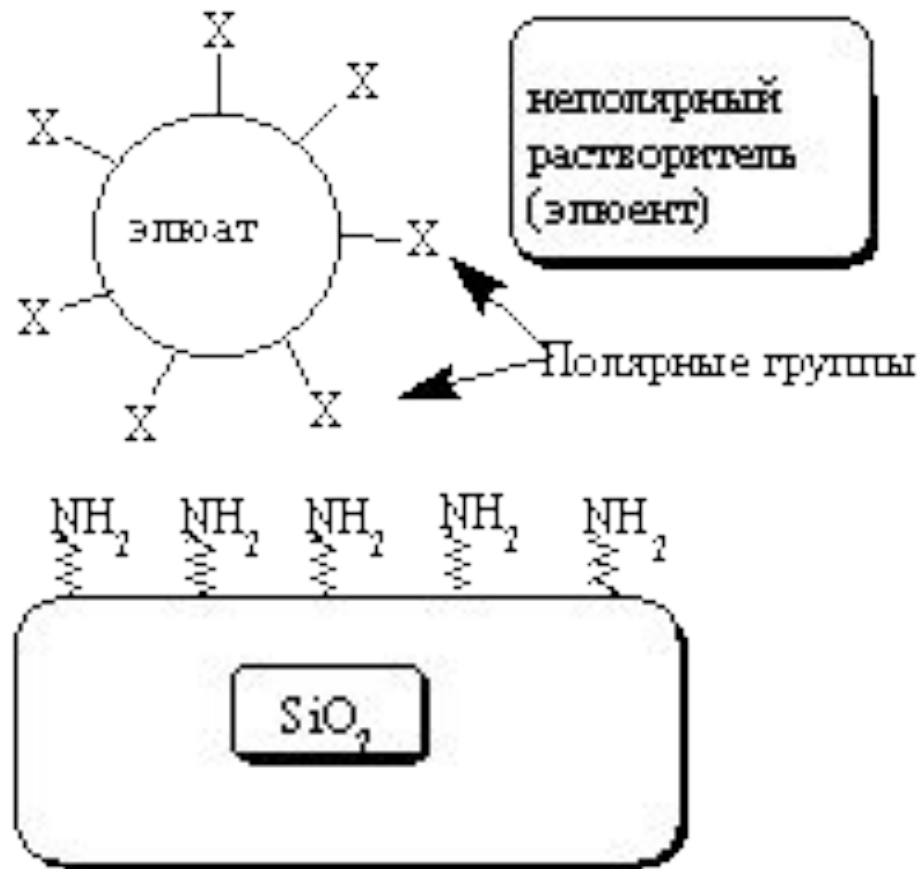 X
X
X
неполярный
растворитель
(элюент)
элюат
X
X
Полярные группы
X
X
NH2 NH2 NH2 NH2 NH2
SiO2